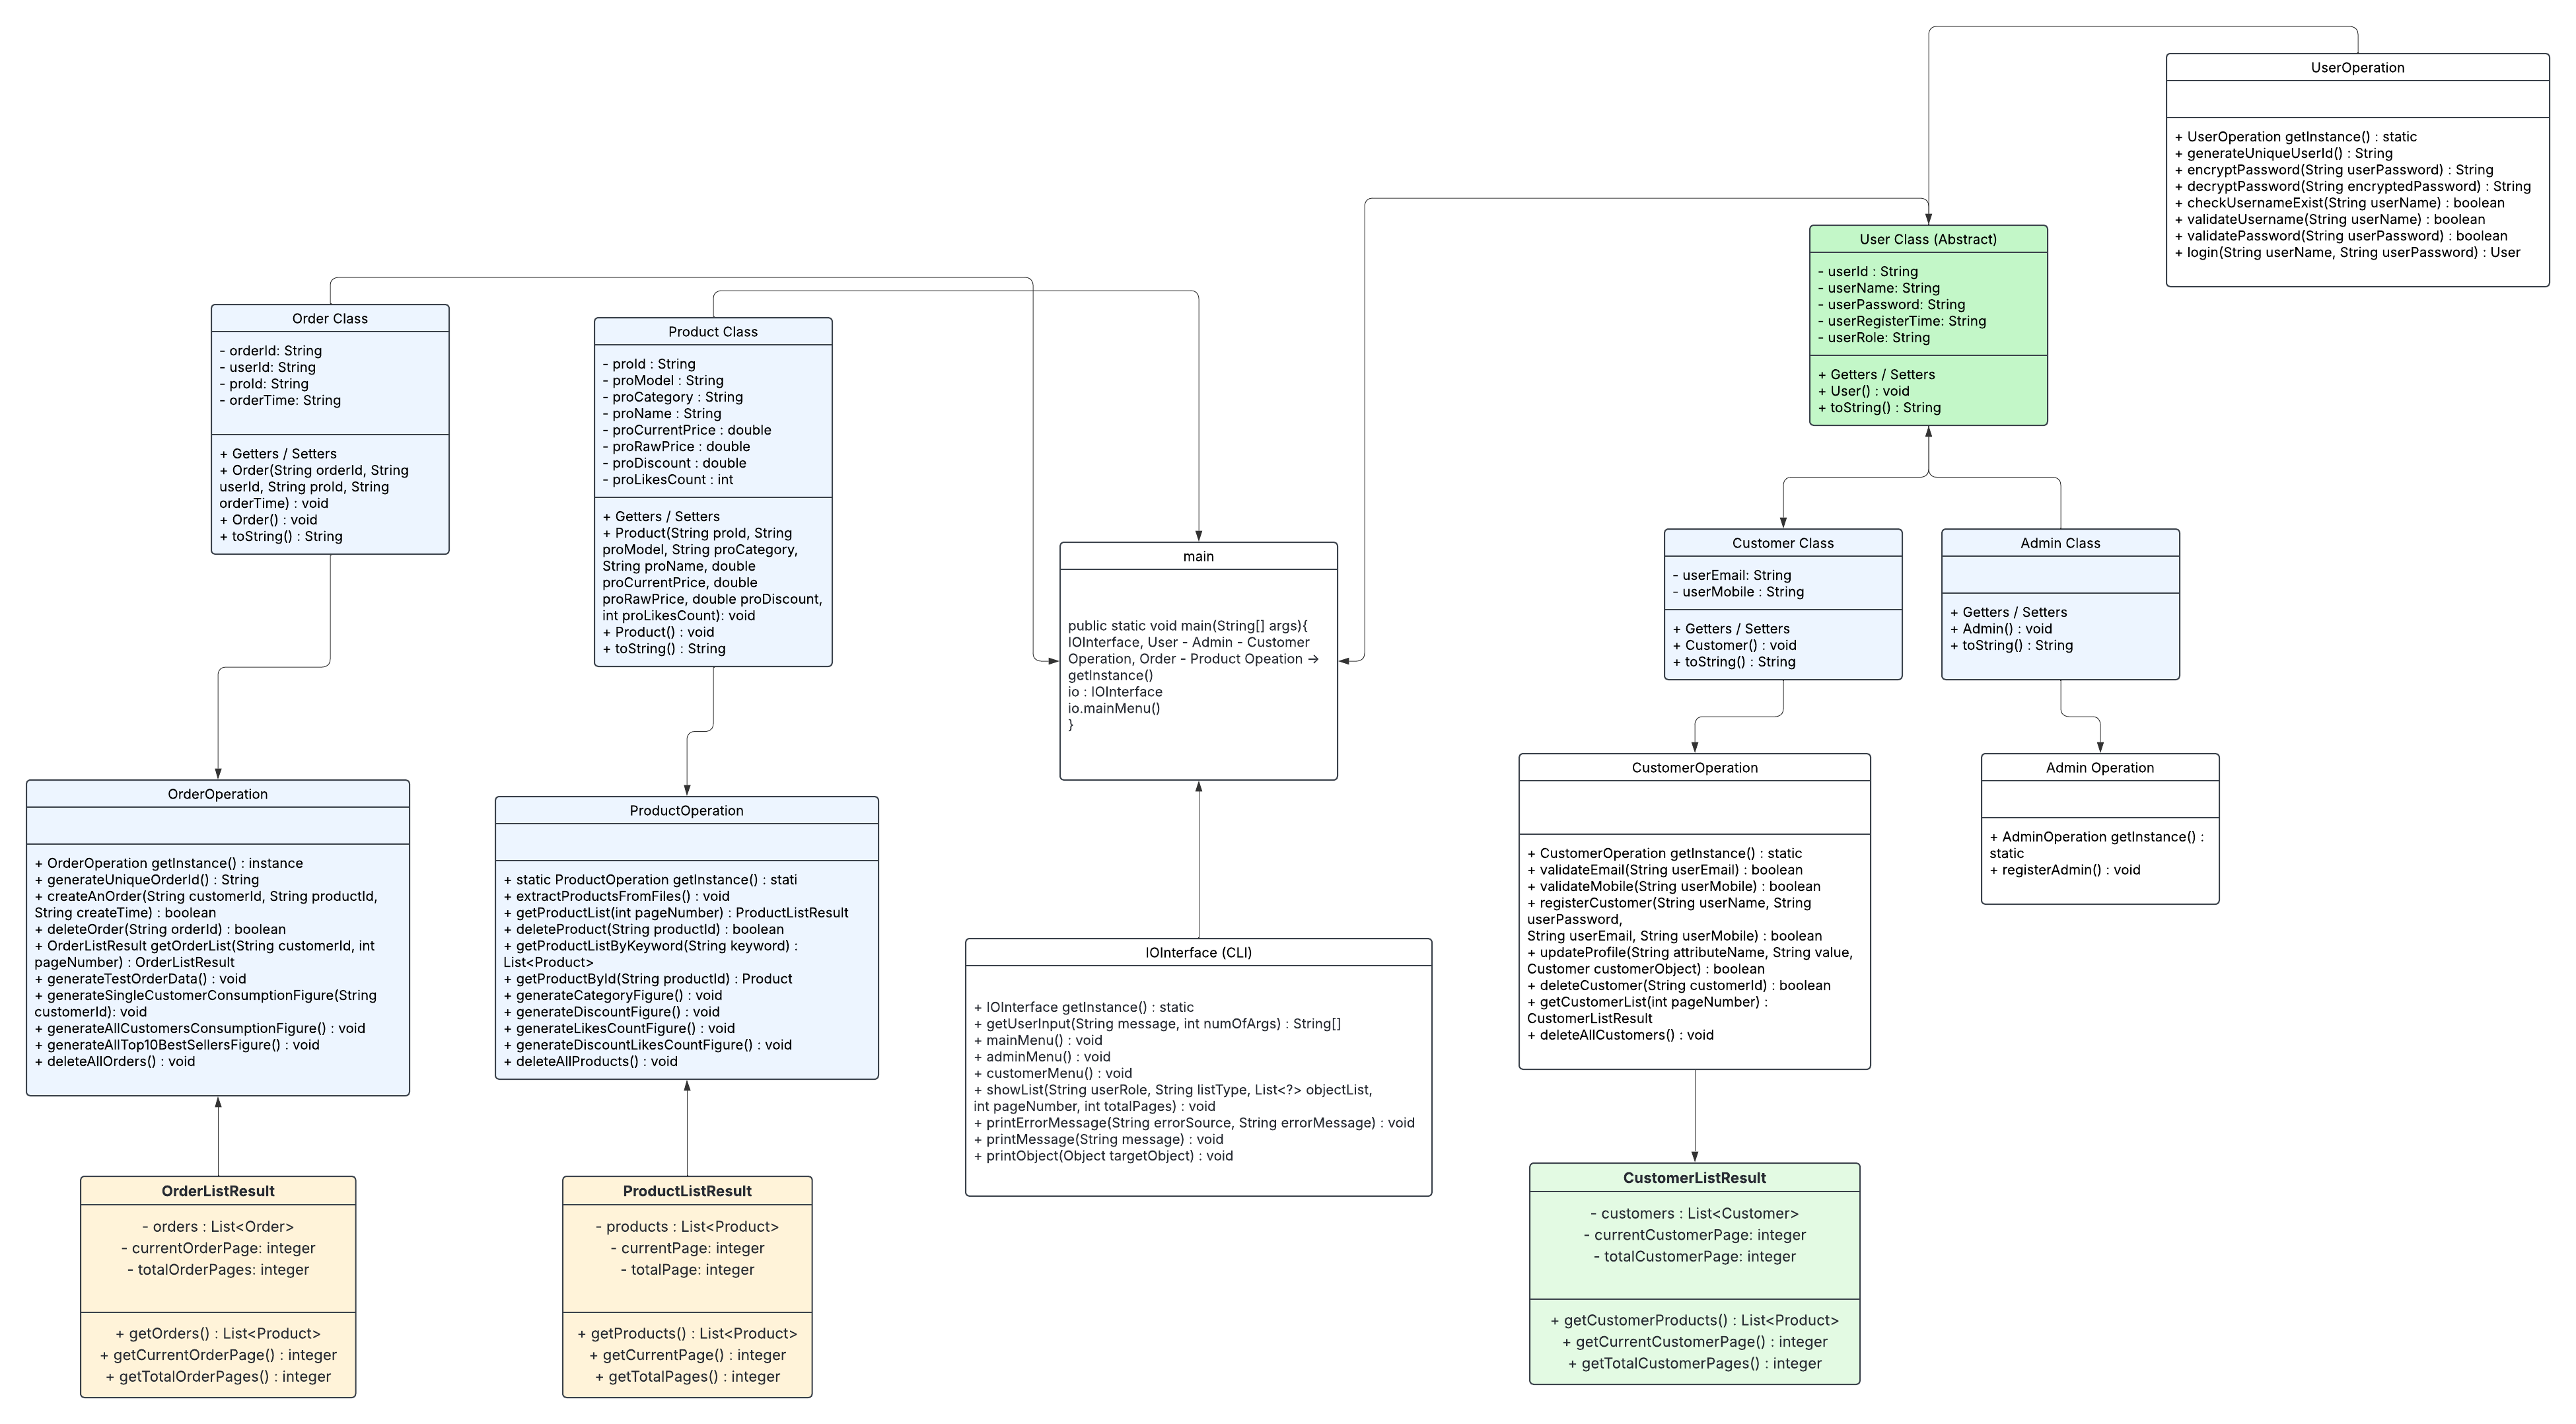 UserOperation
+ UserOperation getInstance() : static
+ generateUniqueUserId() : String
+ encryptPassword(String userPassword) : String
+ decryptPassword(String encryptedPassword) : String
+ checkUsernameExist(String userName) : boolean
+ validateUsername(String userName) : boolean
+ validatePassword(String userPassword) : boolean
+ login(String userName, String userPassword) : User
User Class (Abstract)
- userId : String
- userName: String
- userPassword: String
- userRegisterTime: String
- userRole: String
+ Getters / Setters
+ User() : void
+ toString() : String
Order Class
- orderId: String
- userId: String
- proId: String
- orderTime: String
+ Getters / Setters
+ Order(String orderId, String
userId, String proId, String
orderTime) : void
+ Order() : void
+ toString() : String
Product Class
- proId : String
- proModel : String
- proCategory : String
- proName : String
- proCurrentPrice : double
- proRawPrice : double
- proDiscount : double
- proLikesCount : int
+ Getters / Setters
+ Product(String proId, String
proModel, String proCategory,
String proName, double
proCurrentPrice, double
proRawPrice, double proDiscount,
int proLikesCount): void
+ Product() : void
+ toString() : String
main
public static void main(String[] args){
IOInterface, User - Admin - Customer
Operation, Order - Product Opeation →
getInstance()
io : IOInterface
io.mainMenu()
}
Customer Class
- userEmail: String
- userMobile : String
+ Getters / Setters
+ Customer() : void
+ toString() : String
Admin Class
+ Getters / Setters
+ Admin() : void
+ toString() : String
OrderOperation
+ OrderOperation getInstance() : instance
+ generateUniqueOrderId() : String
+ createAnOrder(String customerId, String productId,
String createTime) : boolean
+ deleteOrder(String orderId) : boolean
+ OrderListResult getOrderList(String customerId, int
pageNumber) : OrderListResult
+ generateTestOrderData() : void
+ generateSingleCustomerConsumptionFigure(String
customerId): void
+ generateAllCustomersConsumptionFigure() : void
+ generateAllTop10BestSellersFigure() : void
+ deleteAllOrders() : void
ProductOperation
+ static ProductOperation getInstance() : stati
+ extractProductsFromFiles() : void
+ getProductList(int pageNumber) : ProductListResult
+ deleteProduct(String productId) : boolean
+ getProductListByKeyword(String keyword) :
List<Product>
+ getProductById(String productId) : Product
+ generateCategoryFigure() : void
+ generateDiscountFigure() : void
+ generateLikesCountFigure() : void
+ generateDiscountLikesCountFigure() : void
+ deleteAllProducts() : void
CustomerOperation
+ CustomerOperation getInstance() : static
+ validateEmail(String userEmail) : boolean
+ validateMobile(String userMobile) : boolean
+ registerCustomer(String userName, String
userPassword,
String userEmail, String userMobile) : boolean
+ updateProfile(String attributeName, String value,
Customer customerObject) : boolean
+ deleteCustomer(String customerId) : boolean
+ getCustomerList(int pageNumber) :
CustomerListResult
+ deleteAllCustomers() : void
Admin Operation
+ AdminOperation getInstance() :
static
+ registerAdmin() : void
IOInterface (CLI)
+ IOInterface getInstance() : static
+ getUserInput(String message, int numOfArgs) : String[]
+ mainMenu() : void
+ adminMenu() : void
+ customerMenu() : void
+ showList(String userRole, String listType, List<?> objectList,
int pageNumber, int totalPages) : void
+ printErrorMessage(String errorSource, String errorMessage) : void
+ printMessage(String message) : void
+ printObject(Object targetObject) : void
OrderListResult
- orders : List<Order>
- currentOrderPage: integer
- totalOrderPages: integer
+ getOrders() : List<Product>
+ getCurrentOrderPage() : integer
+ getTotalOrderPages() : integer
ProductListResult
- products : List<Product>
- currentPage: integer
- totalPage: integer
+ getProducts() : List<Product>
+ getCurrentPage() : integer
+ getTotalPages() : integer
CustomerListResult
- customers : List<Customer>
- currentCustomerPage: integer
- totalCustomerPage: integer
+ getCustomerProducts() : List<Product>
+ getCurrentCustomerPage() : integer
+ getTotalCustomerPages() : integer